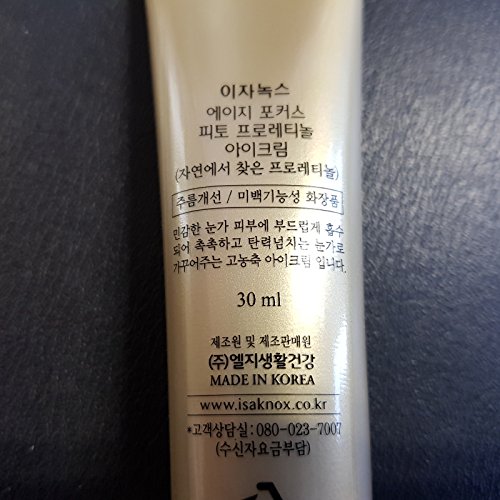 이자녹스
에이지 포커스
피토 프로레티놀
아이크림
(자연에서 찾은 프로레티놀)
주름개선 / 미백기능성 화장품
민감한 눈가 피부에 부드럽게 흡수
되어 촉촉하고 탄력넘치는 눈가로
가꾸어주는 고농축 아이크림 입니다.
30 ml
제조원 및 제조판매원
(주)엘지생활건강
MADE IN KOREA
www.isaknox.co.kr
*고객상담실: 080-023-7007
(수신자요금부담)